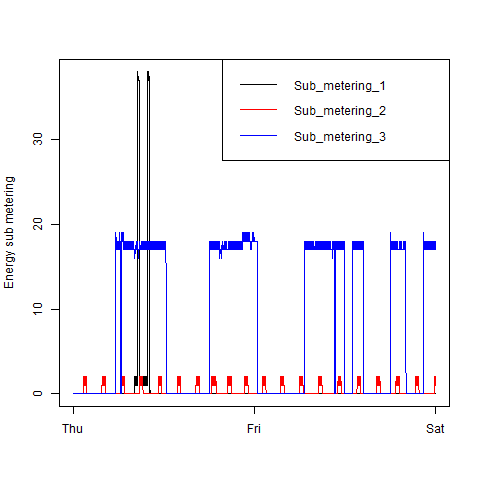 Sub_metering_1
Sub_metering_2
Sub_metering_3
Energy sub metering
30
20
10
0
Thu Fri Sat